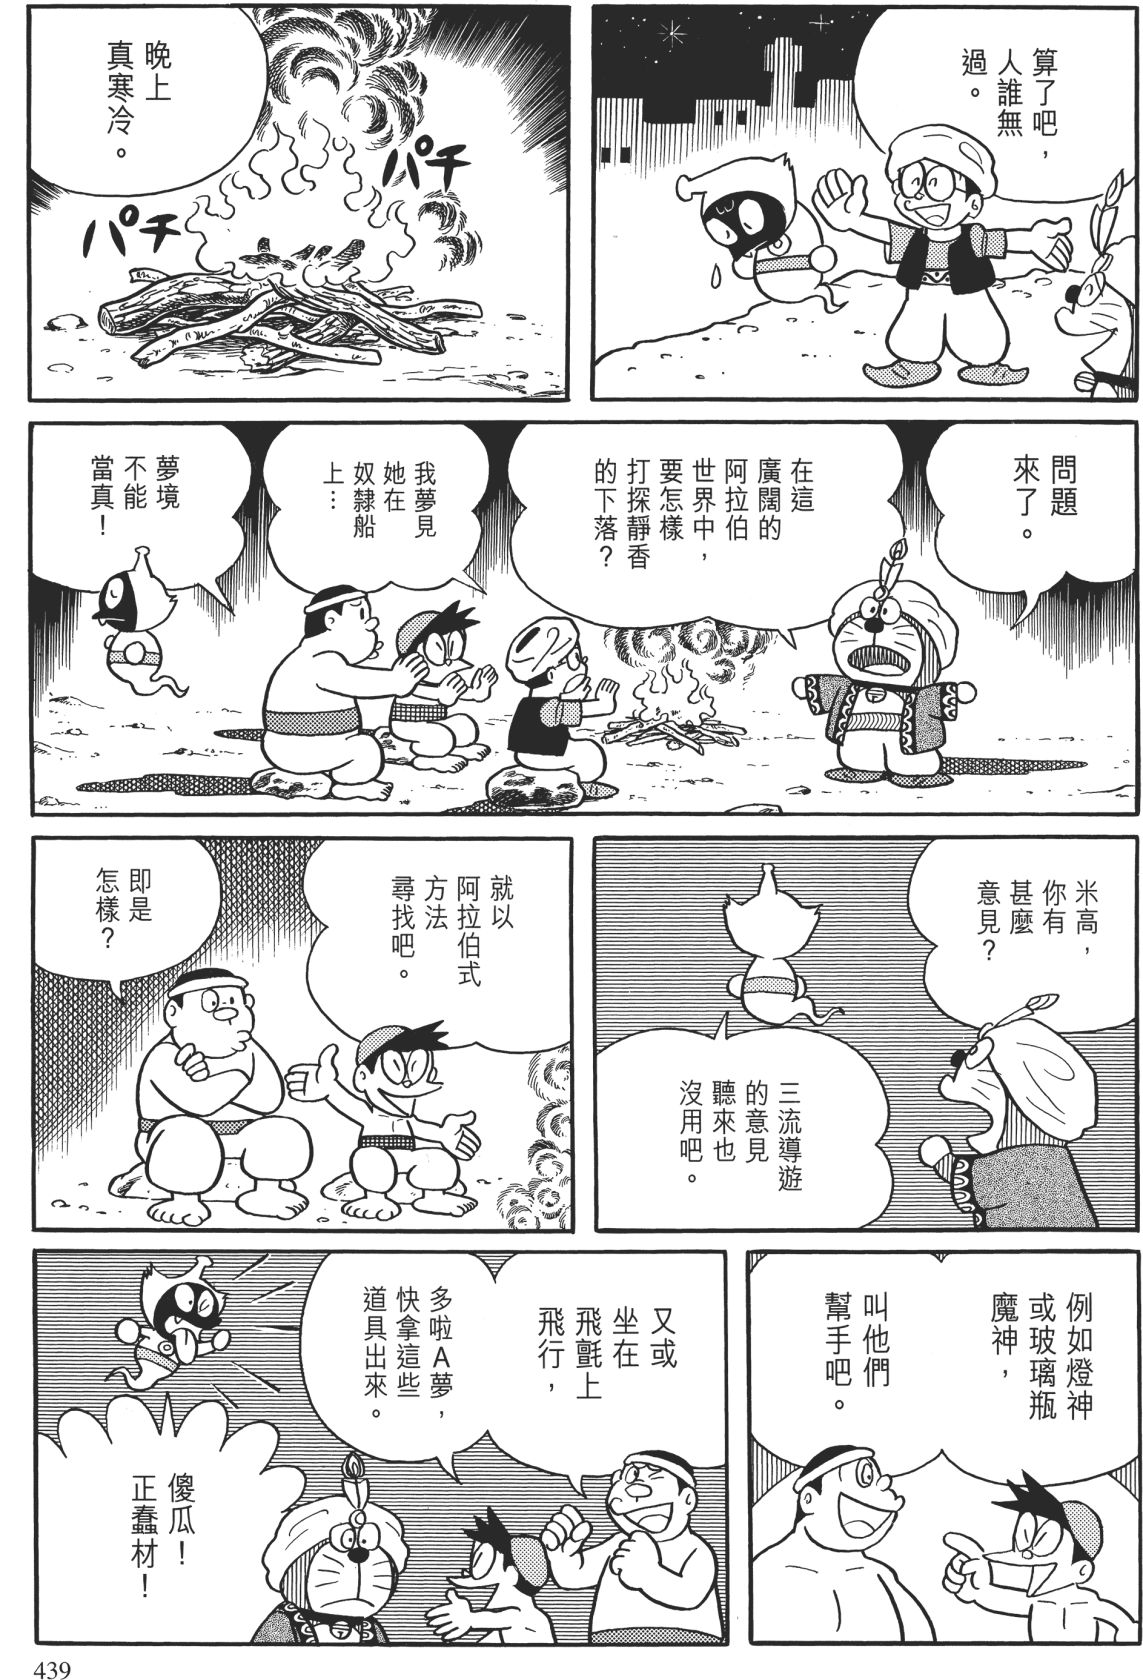 算了吧，
人誰無
過。
晚上
真寒冷。
パチ
パチ
問題
來了。
在這
廣闊的
阿拉伯
世界中，
要怎樣
打探靜香
的下落？
我夢見
她在
奴隸船
上…
夢境
不能
當真！
米高，
你有
甚麼
意見？
三流導遊
的意見
聽來也
沒用吧。
就以
阿拉伯式
方法
尋找吧。
即是
怎樣？
例如燈神
或玻璃瓶
魔神，
叫他們
幫手吧。
又或
坐在
飛氈上
飛行，
多啦A夢，
快拿這些
道具出來。
傻瓜！
正蠢材！
439